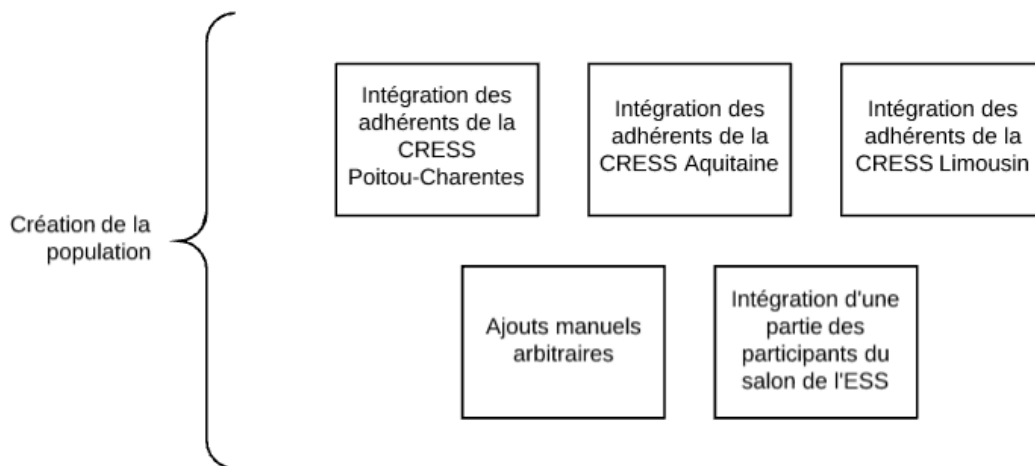 Création de la
population
Intégration des
adhérents de la
CRESS
Poitou-Charentes
Intégration des
adhérents de la
CRESS Aquitaine
Intégration des
adhérents de la
CRESS Limousin
Ajouts manuels
arbitraires
Intégration d'une
partie des
participants du
salon de l'ESS